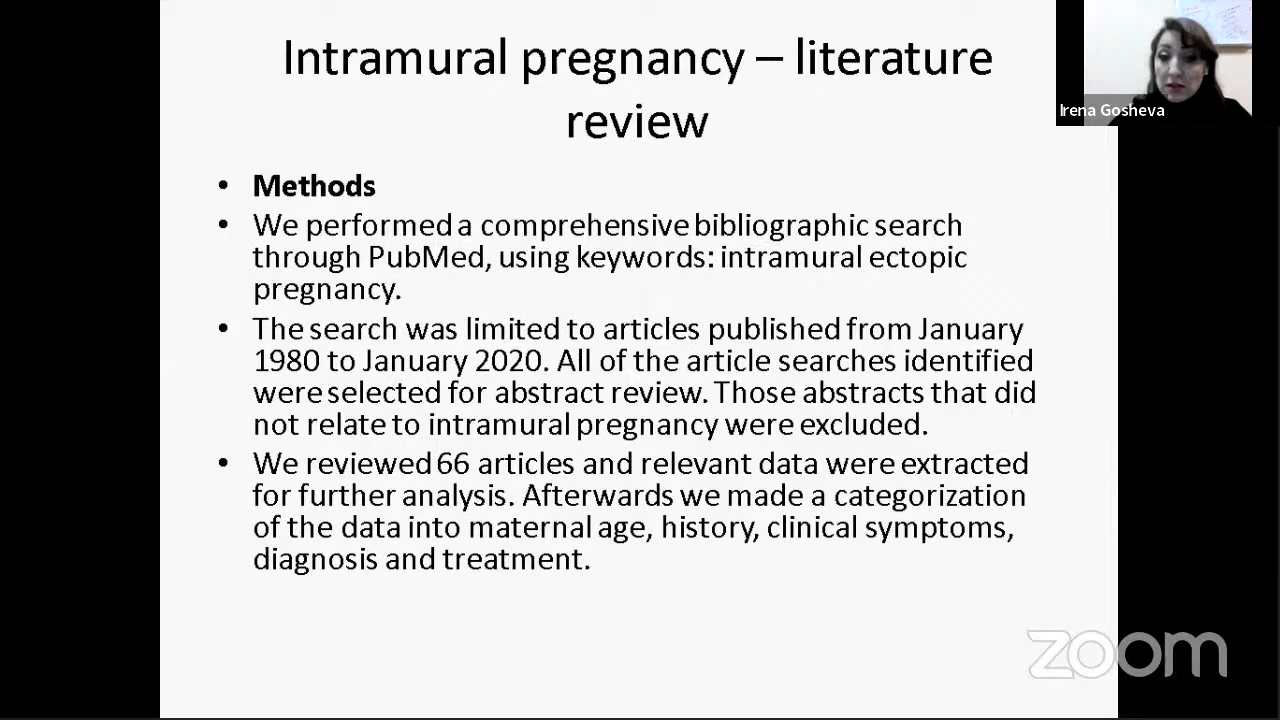 Intramural pregnancy – literature
review
Irena Gosheva
• Methods
• We performed a comprehensive bibliographic search
through PubMed, using keywords: intramural ectopic
pregnancy.
• The search was limited to articles published from January
1980 to January 2020. All of the article searches identified
were selected for abstract review. Those abstracts that did
not relate to intramural pregnancy were excluded.
• We reviewed 66 articles and relevant data were extracted
for further analysis. Afterwards we made a categorization
of the data into maternal age, history, clinical symptoms,
diagnosis and treatment.
zoom